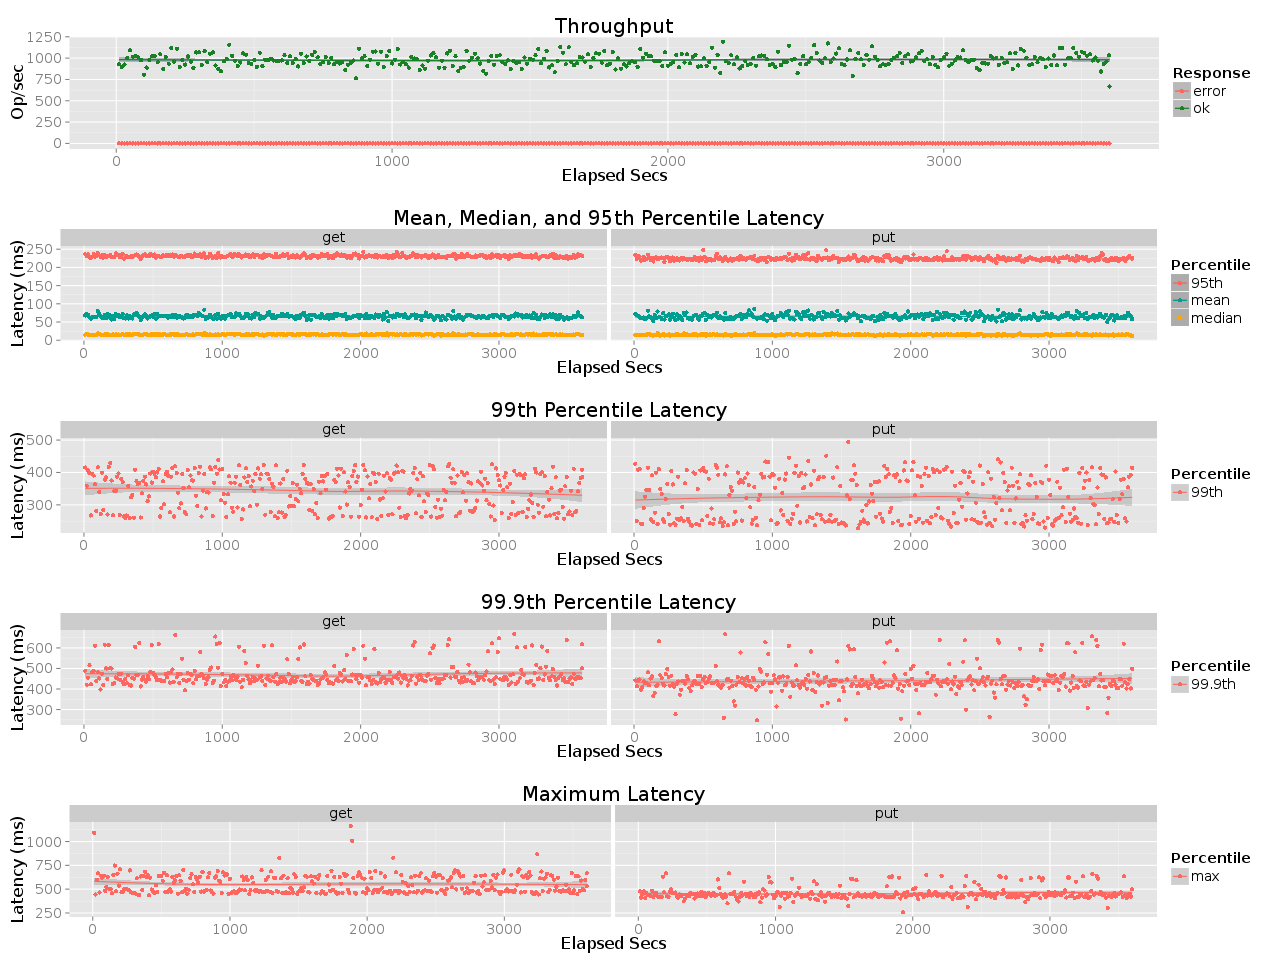 Throughput
1250
1000
750
500
250
0
Op/sec
0 1000 2000 3000
Elapsed Secs
Response
error
ok
Mean, Median, and 95th Percentile Latency
get put
250
200
150
100
50
0
Latency (ms)
0 1000 2000 3000 0 1000 2000 3000
Elapsed Secs
Percentile
95th
mean
median
99th Percentile Latency
get put
500
400
300
Latency (ms)
0 1000 2000 3000 0 1000 2000 3000
Elapsed Secs
Percentile
99th
99.9th Percentile Latency
get put
600
500
400
300
Latency (ms)
0 1000 2000 3000 0 1000 2000 3000
Elapsed Secs
Percentile
99.9th
Maximum Latency
get put
1000
750
500
250
Latency (ms)
0 1000 2000 3000 0 1000 2000 3000
Elapsed Secs
Percentile
max